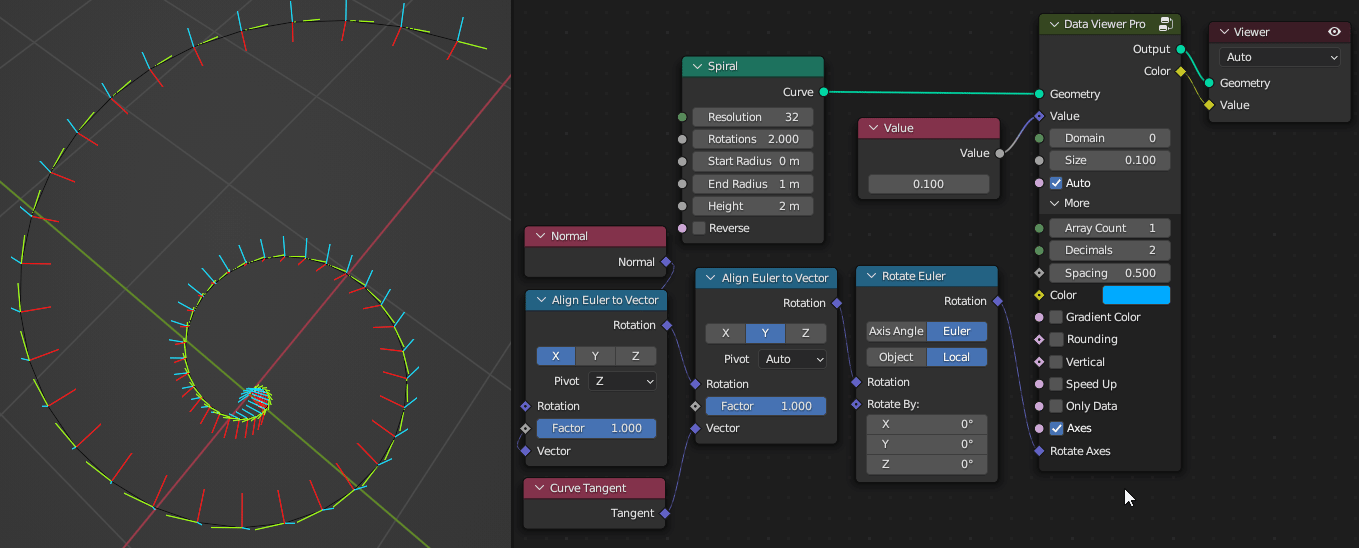 Spiral
Curve
Resolution 32
Rotations 2.000
Start Radius 0 m
End Radius 1 m
Height 2 m
Reverse
Value
Value
0.100
Data Viewer Pro
Output
Color
Geometry
Value
Domain 0
Size 0.100
Auto
More
Array Count 1
Decimals 2
Spacing 0.500
Color
Gradient Color
Rounding
Vertical
Speed Up
Only Data
Axes
Rotate Axes
Viewer
Auto
Geometry
Value
Normal
Normal
Align Euler to Vector
Rotation
X Y Z
Pivot Z
Rotation
Factor 1.000
Vector
Curve Tangent
Tangent
Align Euler to Vector
Rotation
X Y Z
Pivot Auto
Rotation
Factor 1.000
Vector
Rotate Euler
Rotation
Axis Angle Euler
Object Local
Rotation
Rotate By:
X 0°
Y 0°
Z 0°